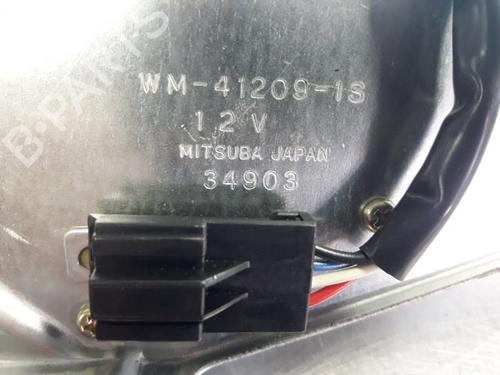 B-PARTS
WM-41209-1S
12V
MITSUBA JAPAN
34903